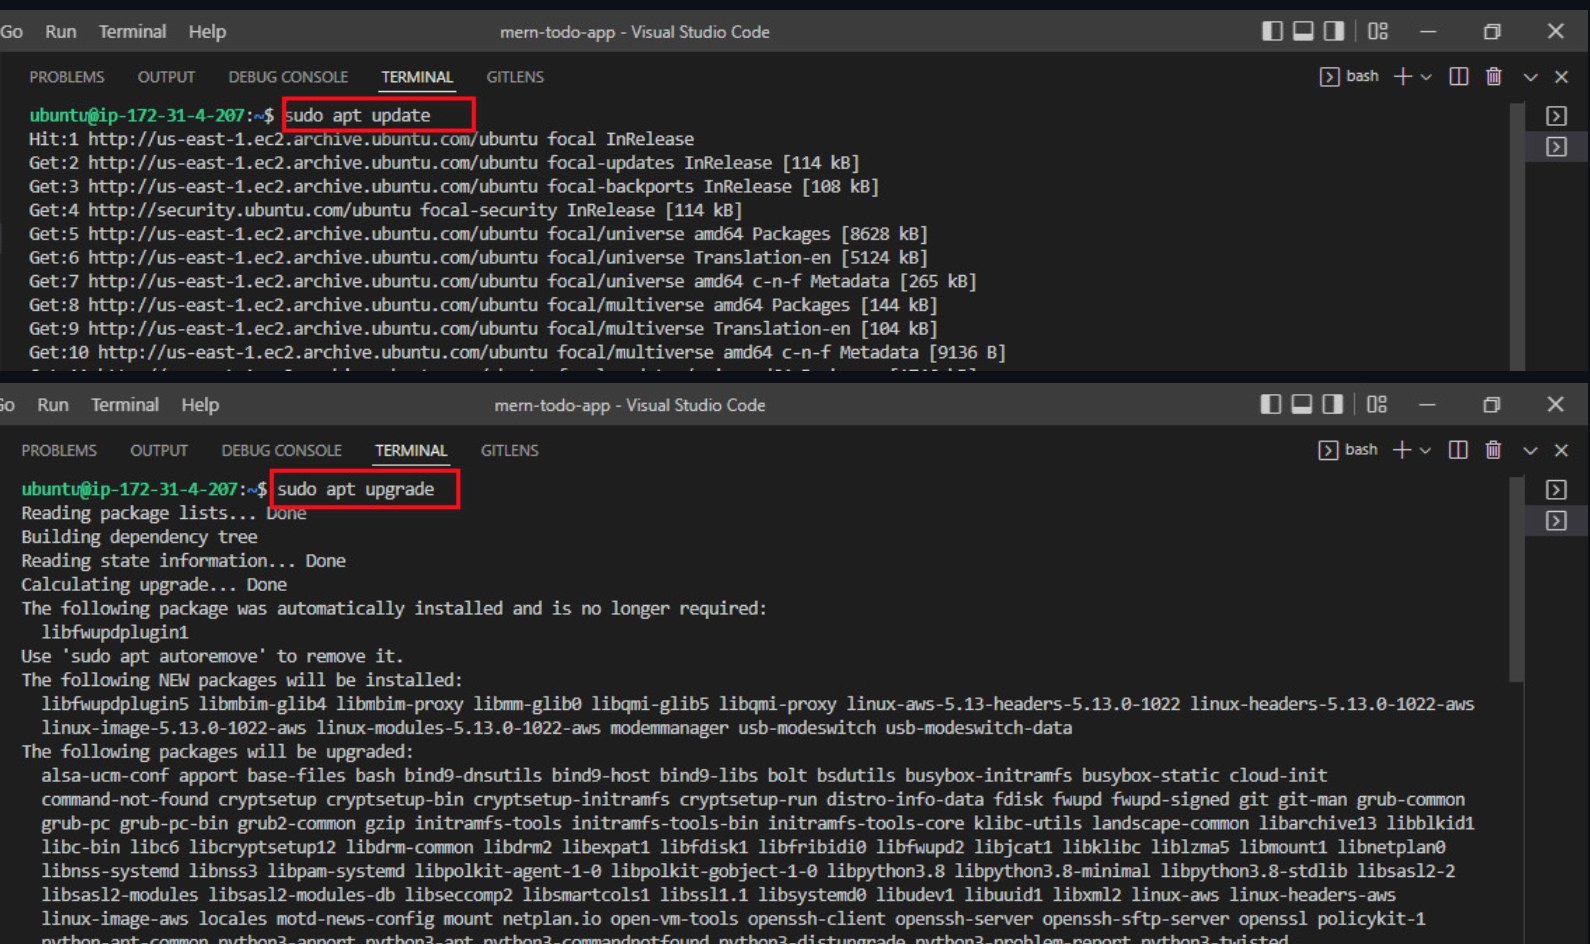 Go Run Terminal Help mern-todo-app - Visual Studio Code
PROBLEMS OUTPUT DEBUG CONSOLE TERMINAL GITLENS bash
ubuntu@ip-172-31-4-207:~$ sudo apt update
Hit:1 http://us-east-1.ec2.archive.ubuntu.com/ubuntu focal InRelease
Get:2 http://us-east-1.ec2.archive.ubuntu.com/ubuntu focal-updates InRelease [114 kB]
Get:3 http://us-east-1.ec2.archive.ubuntu.com/ubuntu focal-backports InRelease [108 kB]
Get:4 http://security.ubuntu.com/ubuntu focal-security InRelease [114 kB]
Get:5 http://us-east-1.ec2.archive.ubuntu.com/ubuntu focal/universe amd64 Packages [8628 kB]
Get:6 http://us-east-1.ec2.archive.ubuntu.com/ubuntu focal/universe Translation-en [5124 kB]
Get:7 http://us-east-1.ec2.archive.ubuntu.com/ubuntu focal/universe amd64 c-n-f Metadata [265 kB]
Get:8 http://us-east-1.ec2.archive.ubuntu.com/ubuntu focal/multiverse amd64 Packages [144 kB]
Get:9 http://us-east-1.ec2.archive.ubuntu.com/ubuntu focal/multiverse Translation-en [104 kB]
Get:10 http://us-east-1.ec2.archive.ubuntu.com/ubuntu focal/multiverse amd64 c-n-f Metadata [9136 B]
Go Run Terminal Help mern-todo-app - Visual Studio Code
PROBLEMS OUTPUT DEBUG CONSOLE TERMINAL GITLENS bash
ubuntu@ip-172-31-4-207:~$ sudo apt upgrade
Reading package lists... Done
Building dependency tree
Reading state information... Done
Calculating upgrade... Done
The following package was automatically installed and is no longer required:
libfwupdplugin1
Use 'sudo apt autoremove' to remove it.
The following NEW packages will be installed:
libfwupdplugin5 libmbim-glib4 libmbim-proxy libmm-glib0 libqmi-glib5 libqmi-proxy linux-aws-5.13-headers-5.13.0-1022 linux-headers-5.13.0-1022-aws
linux-image-5.13.0-1022-aws linux-modules-5.13.0-1022-aws modemmanager usb-modeswitch usb-modeswitch-data
The following packages will be upgraded:
alsa-ucm-conf apport base-files bash bind9-dnsutils bind9-host bind9-libs bolt bsdutils busybox-initramfs busybox-static cloud-init
command-not-found cryptsetup cryptsetup-bin cryptsetup-initramfs cryptsetup-run distro-info-data fdisk fwupd fwupd-signed git git-man grub-common
grub-pc grub-pc-bin grub2-common gzip initramfs-tools initramfs-tools-bin initramfs-tools-core klibc-utils landscape-common libarchive13 libblkid1
libc-bin libc6 libcryptsetup12 libdrm-common libdrm2 libexpat1 libfdisk1 libfribidi0 libfwupd2 libjcat1 libklibc liblzma5 libmount1 libnetplan0
libnss-systemd libnss3 libpam-systemd libpolkit-agent-1-0 libpolkit-gobject-1-0 libpython3.8 libpython3.8-minimal libpython3.8-stdlib libsasl2-2
libsasl2-modules libsasl2-modules-db libseccomp2 libsmartcols1 libssl1.1 libsystemd0 libudev1 libuuid1 libxml2 linux-aws linux-headers-aws
linux-image-aws locales motd-news-config mount netplan.io open-vm-tools openssh-client openssh-server openssh-sftp-server openssl policykit-1
python-apt-common python3-apport python3-apt python3-commandnotfound python3-distupgrade python3-problem-report python3-twisted